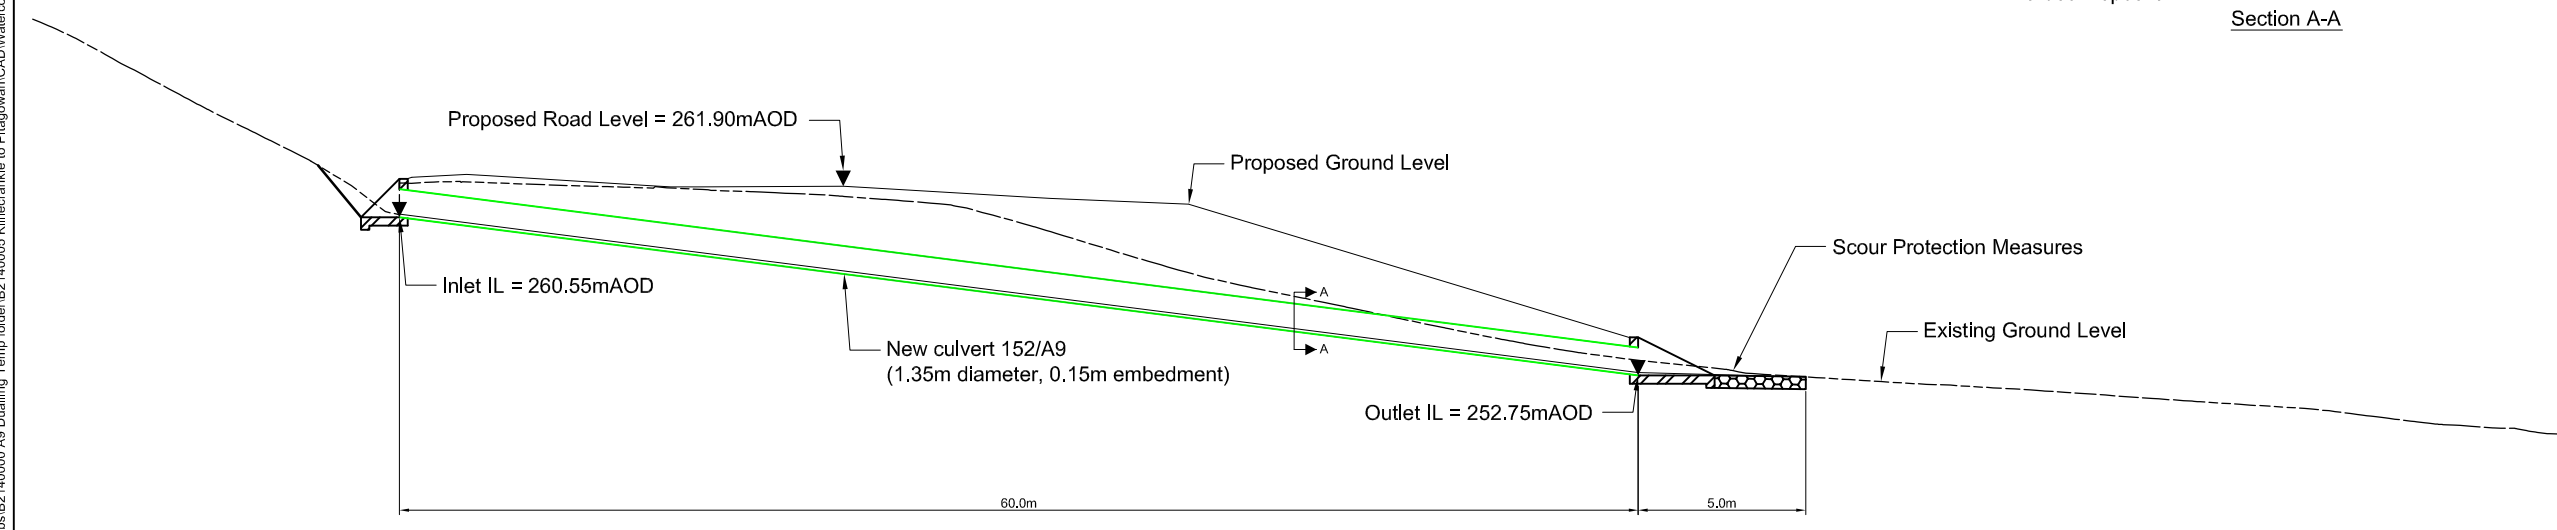 Section A-A
Proposed Road Level = 261.90mAOD
Proposed Ground Level
Scour Protection Measures
Inlet IL = 260.55mAOD
A
Existing Ground Level
New culvert 152/A9
(1.35m diameter, 0.15m embedment)
A
Outlet IL = 252.75mAOD
60.0m
5.0m